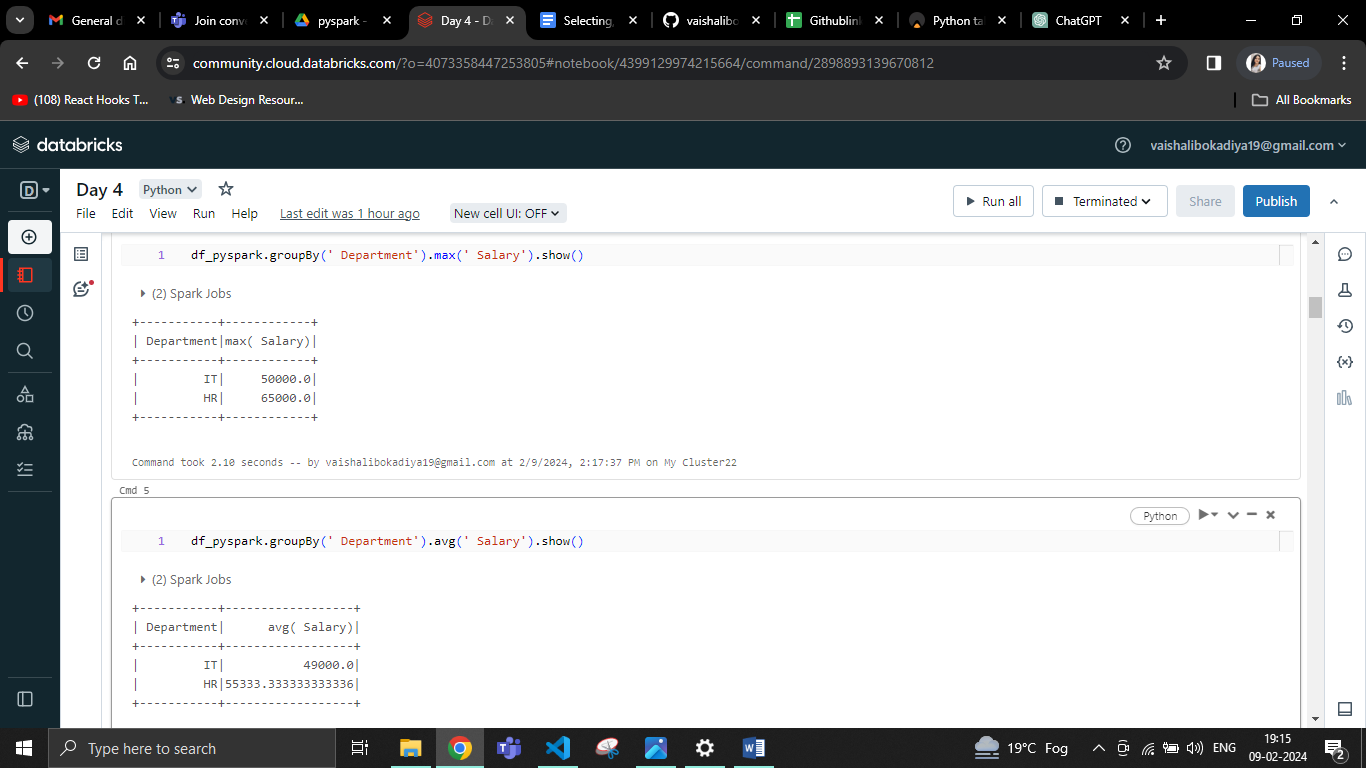 General d
Join conv
pyspark -
Day 4 - Da
Selecting,
vaishalibo
Githublink
Python ta
ChatGPT
community.cloud.databricks.com/?o=4073358447253805#notebook/4399129974215664/command/2898893139670812
Paused
(108) React Hooks T...
VS Web Design Resour...
All Bookmarks
databricks
vaishalibokadiya19@gmail.com
D
Day 4
Python
File Edit View Run Help Last edit was 1 hour ago New cell UI: OFF
Run all
Terminated
Share
Publish
1 df_pyspark.groupBy(' Department').max(' Salary').show()
(2) Spark Jobs
+-----------+------------+
| Department|max( Salary)|
+-----------+------------+
|         IT|     50000.0|
|         HR|     65000.0|
+-----------+------------+
Command took 2.10 seconds -- by vaishalibokadiya19@gmail.com at 2/9/2024, 2:17:37 PM on My Cluster22
Cmd 5
Python
1 df_pyspark.groupBy(' Department').avg(' Salary').show()
(2) Spark Jobs
+-----------+------------------+
| Department|      avg( Salary)|
+-----------+------------------+
|         IT|           49000.0|
|         HR|55333.333333333336|
+-----------+------------------+
Type here to search
19°C Fog
ENG
19:15
09-02-2024
2